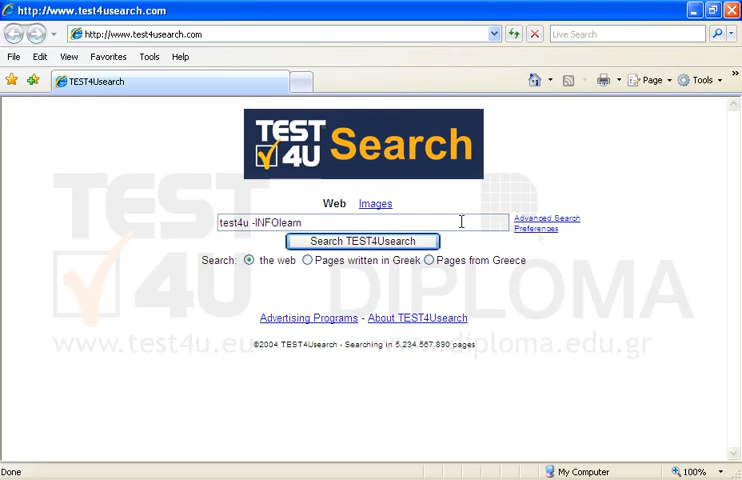 http://www.test4usearch.com
http://www.test4usearch.com
Live Search
File Edit View Favorites Tools Help
TEST4Usearch
Page Tools
TEST 4U Search
Web Images
test4u -INFOlearn
Advanced Search
Preferences
Search TEST4Usearch
Search: the web Pages written in Greek Pages from Greece
TEST 4U DIPLOMA
Advertising Programs - About TEST4Usearch
www.test4u.eu www.diploma.edu.gr
©2004 TEST4Usearch - Searching in 5.234.567.890 pages
Done My Computer 100%